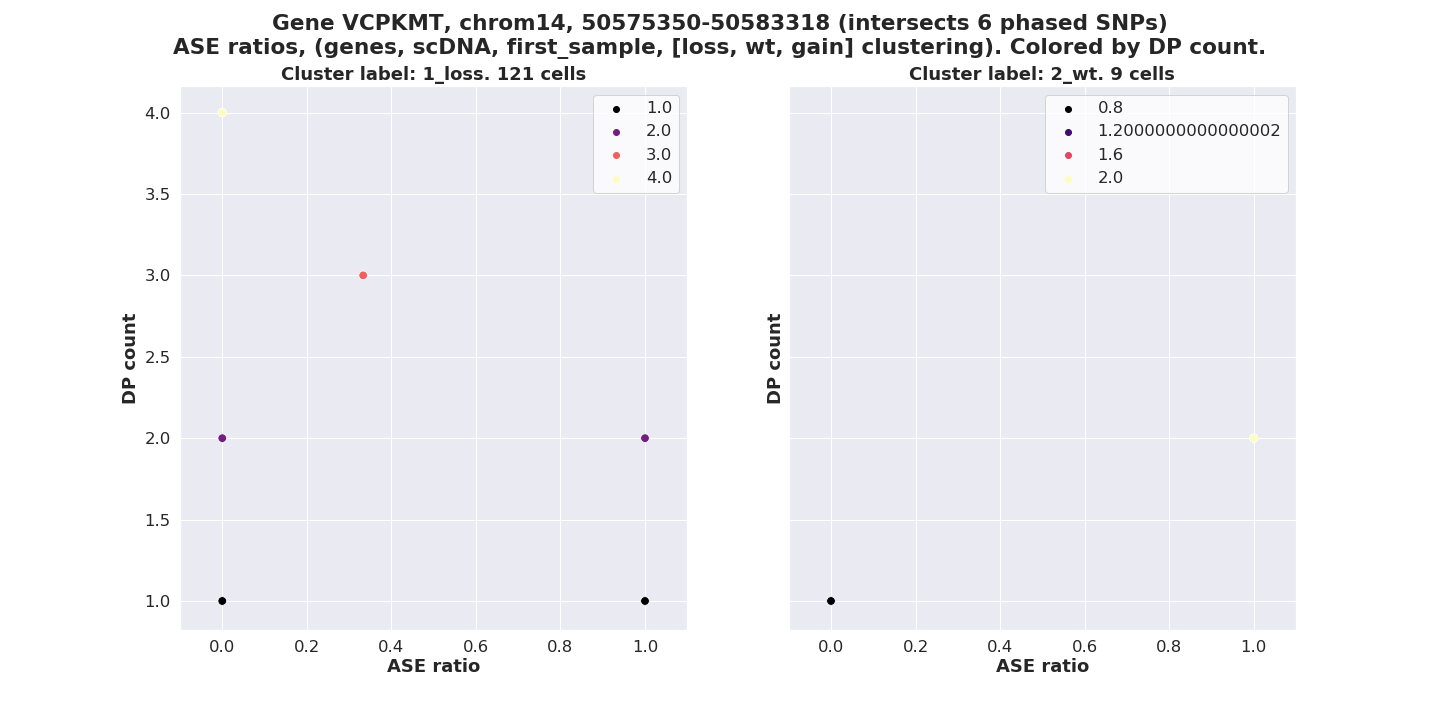 Gene VCPKMT, chrom14, 50575350-50583318 (intersects 6 phased SNPs)
ASE ratios, (genes, scDNA, first_sample, [loss, wt, gain] clustering). Colored by DP count.
Cluster label: 1_loss. 121 cells
4.0
3.5
3.0
2.5
2.0
1.5
1.0
DP count
1.0
2.0
3.0
4.0
0.0 0.2 0.4 0.6 0.8 1.0
ASE ratio
Cluster label: 2_wt. 9 cells
DP count
0.8
1.2000000000000002
1.6
2.0
0.0 0.2 0.4 0.6 0.8 1.0
ASE ratio